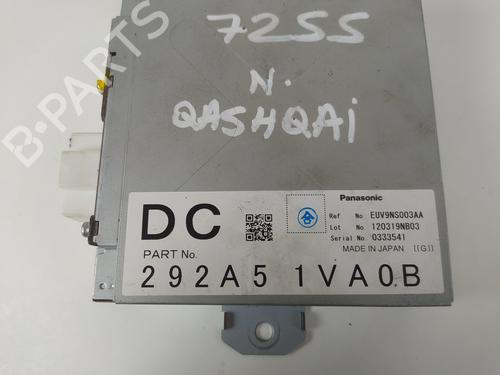 7255
N.
QASHQAI
B-PARTS
Panasonic
DC
Ref No. EUV9NS003AA
Lot No. 120319NB03
Serial No. 0333541
MADE IN JAPAN [(G)]
PART No.
292A5 1VA0B